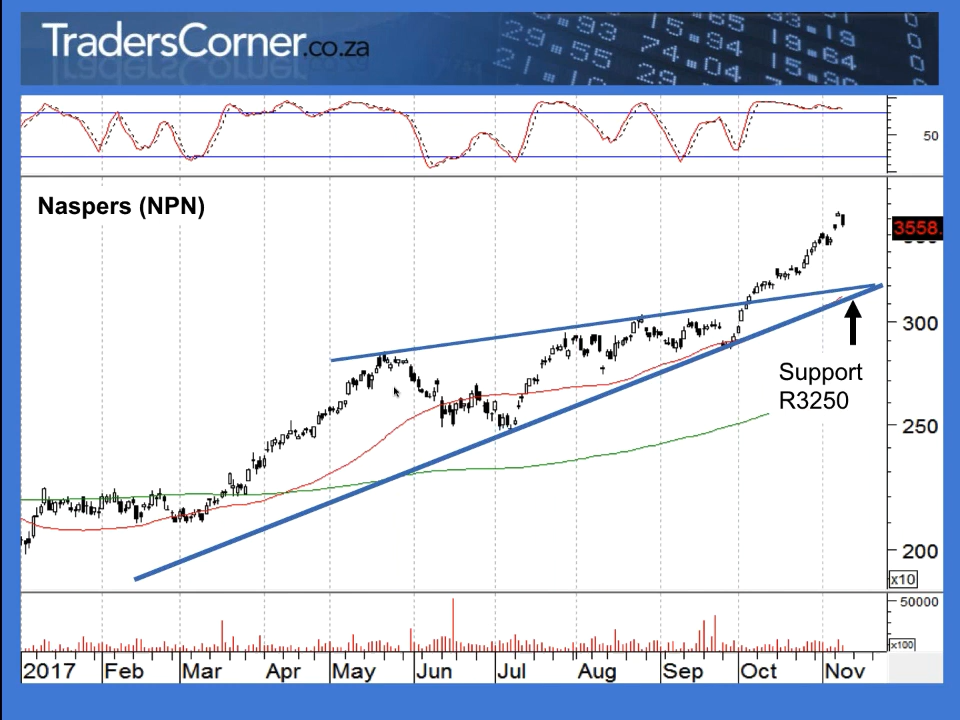 TradersCorner.co.za
50
Naspers (NPN)
3558.
300
Support
R3250
250
200
x10
50000
x100
2017 Feb Mar Apr May Jun Jul Aug Sep Oct Nov